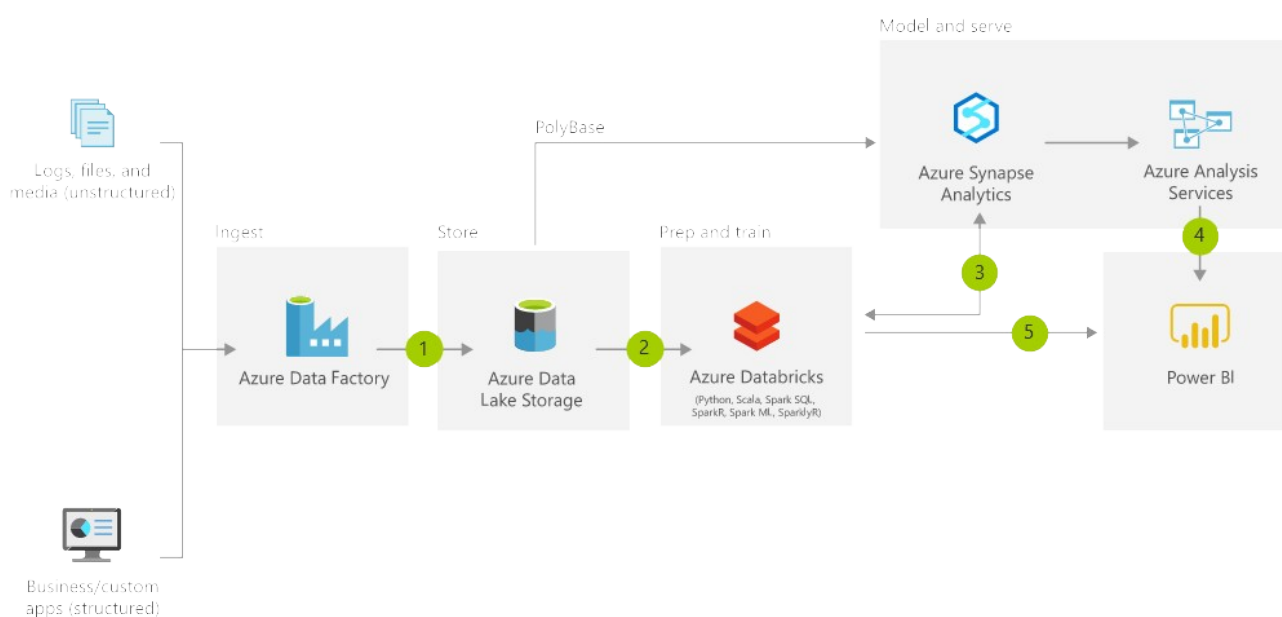 Model and serve
PolyBase
Logs, files, and
media (unstructured)
Azure Synapse
Analytics
Azure Analysis
Services
Ingest
Store
Prep and train
4
3
1
2
5
Azure Data Factory
Azure Data
Lake Storage
Azure Databricks
(Python, Scala, Spark SQL,
SparkR, Spark ML, SparklyR)
Power BI
Business/custom
apps (structured)